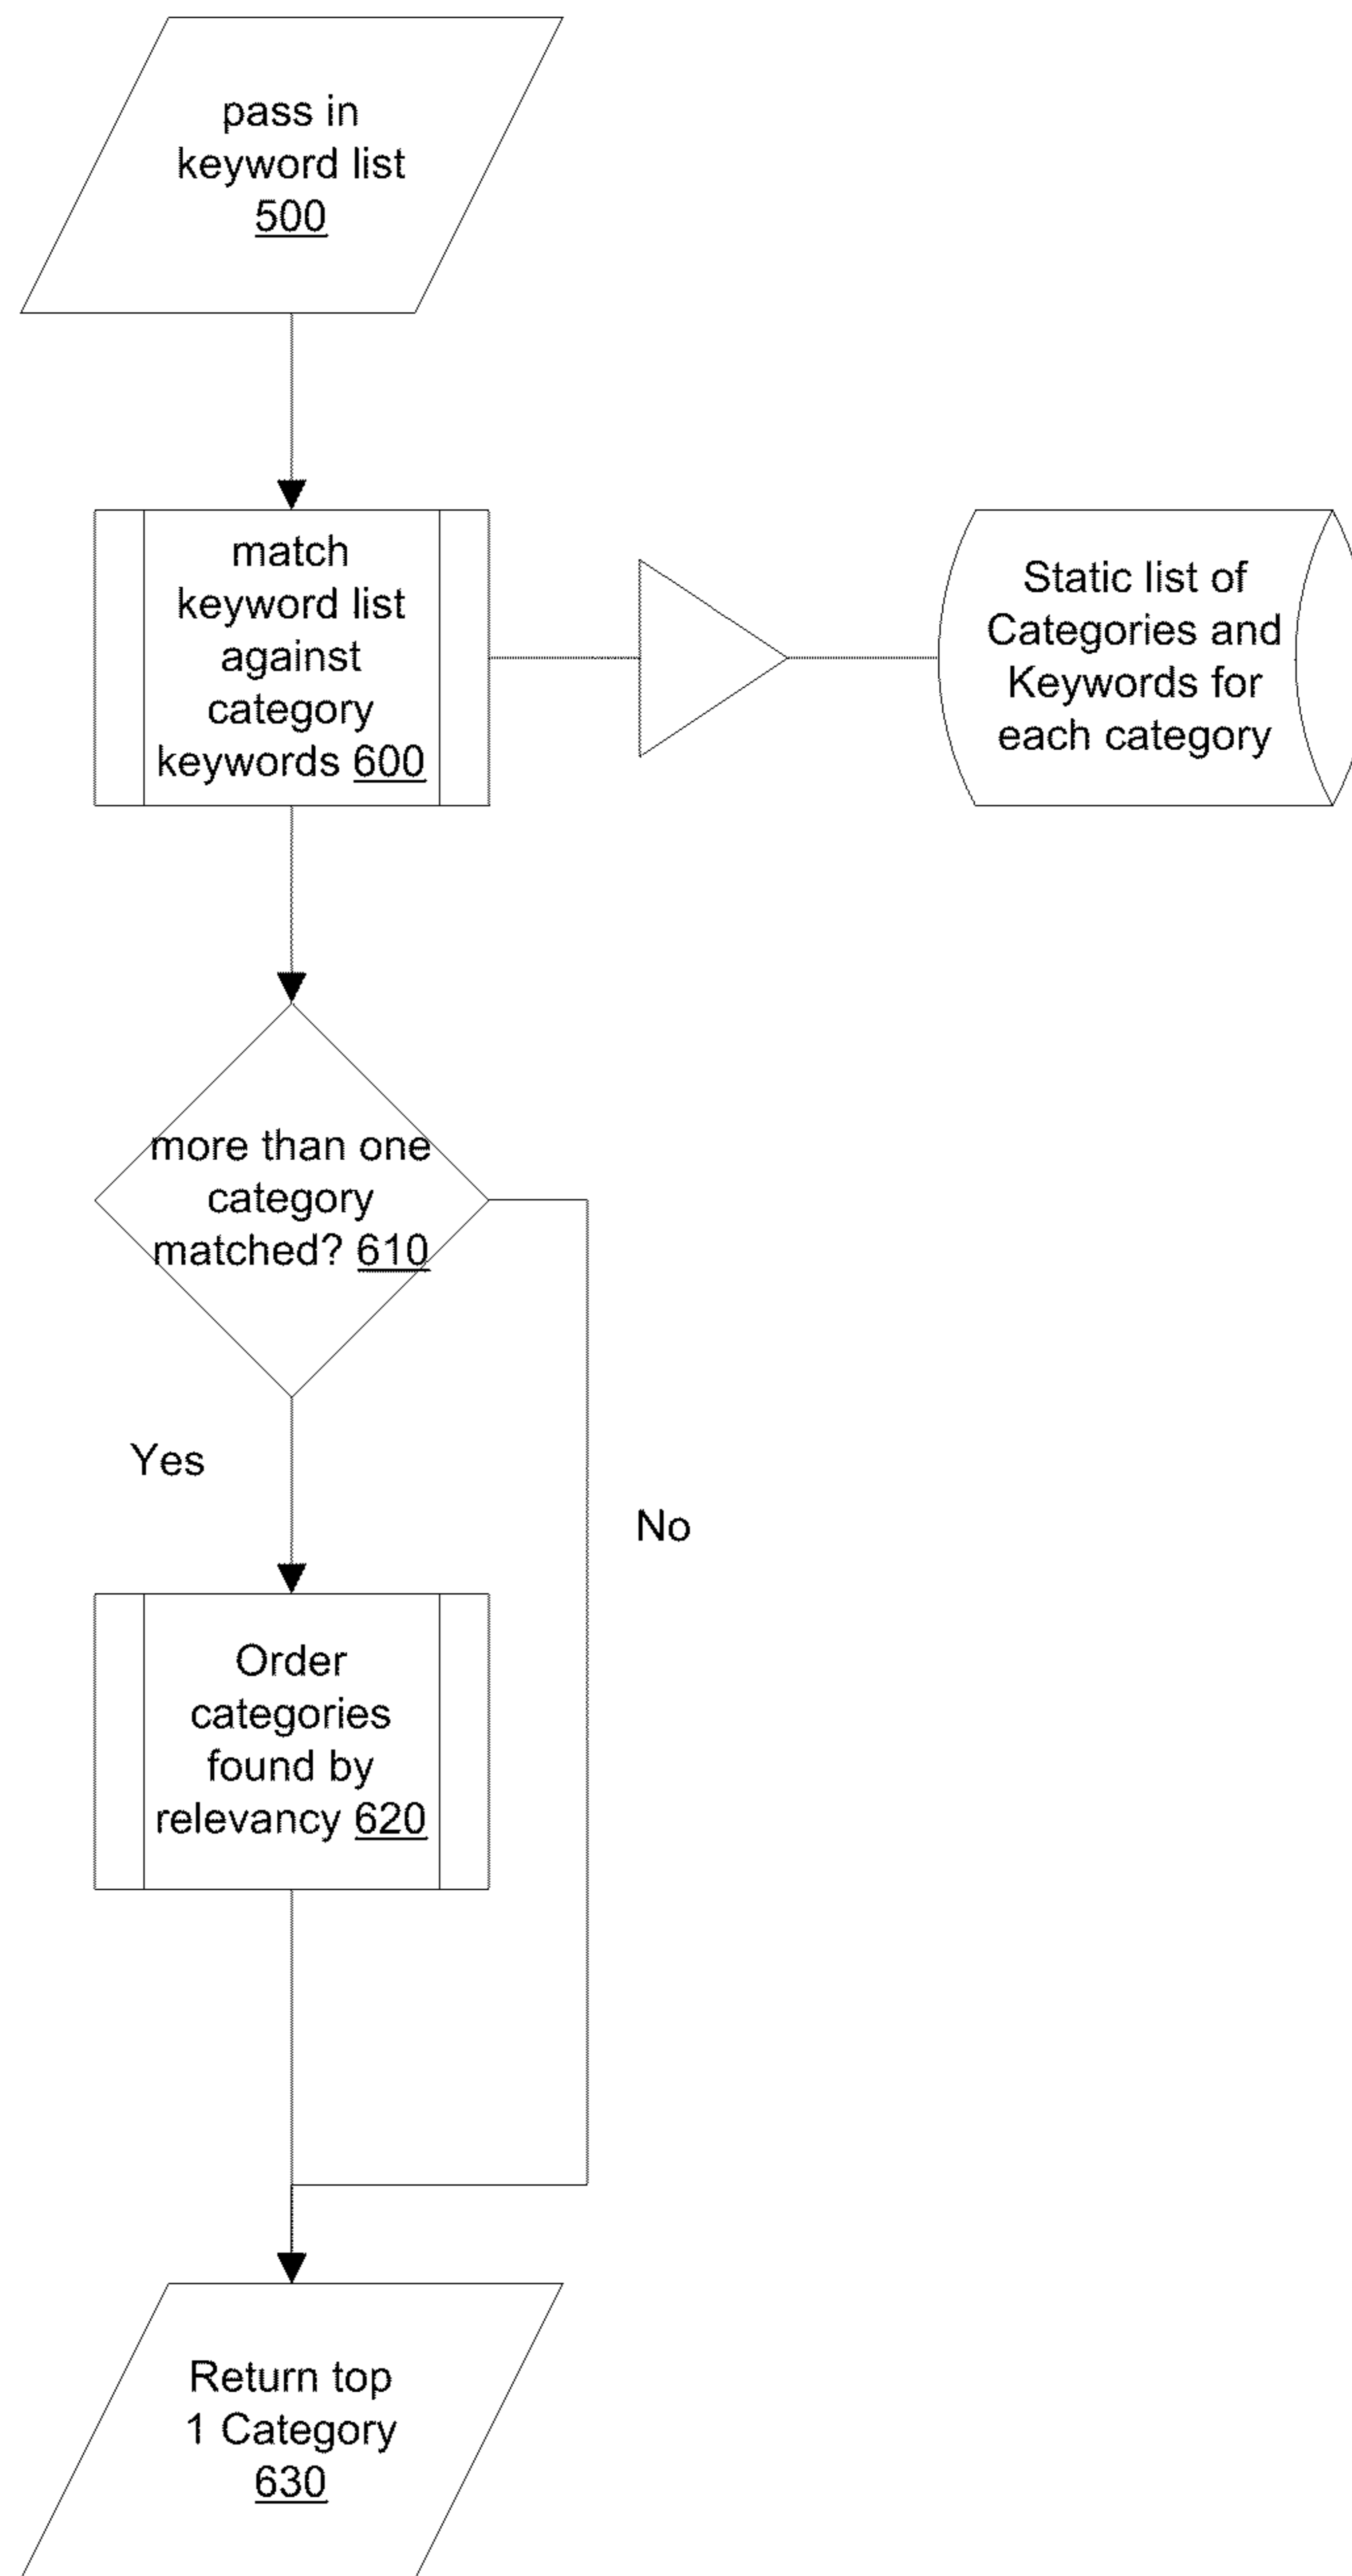 pass in
keyword list
500
match
keyword list
against
category
keywords 600
Static list of
Categories and
Keywords for
each category
more than one
category
matched? 610
Yes
No
Order
categories
found by
relevancy 620
Return top
1 Category
630